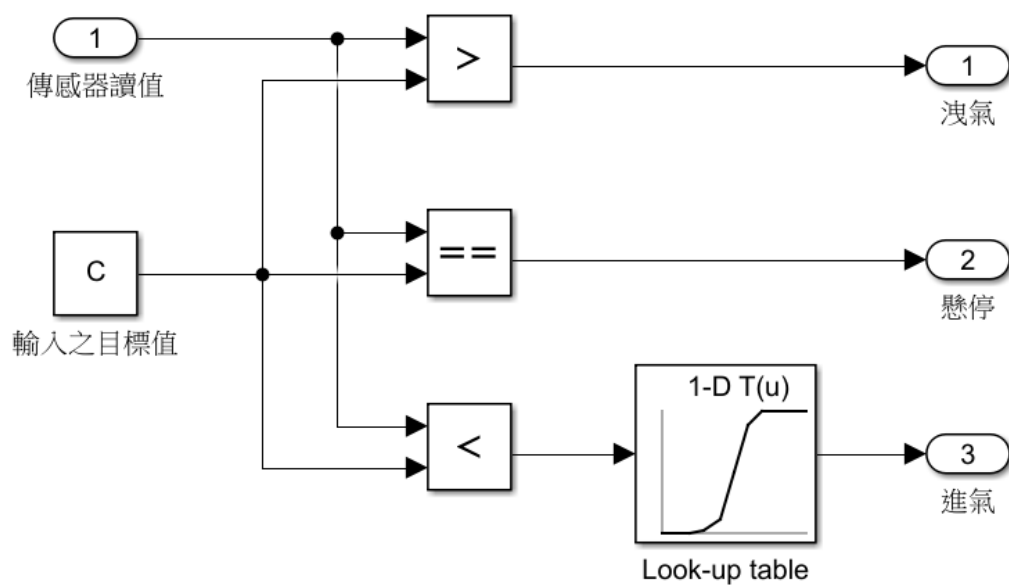 1
傳感器讀值
>
1
洩氣
C
輸入之目標值
==
2
懸停
<
1-D T(u)
Look-up table
3
進氣